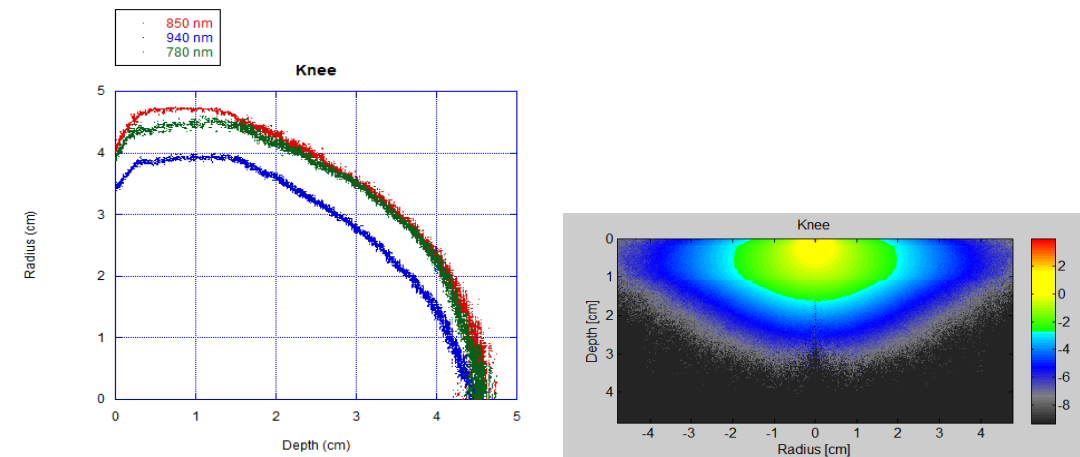 850 nm
940 nm
780 nm
Knee
5
4
3
2
1
0
Radius (cm)
0 1 2 3 4 5
Depth (cm)
Knee
0
1
2
3
4
Depth [cm]
-4 -3 -2 -1 0 1 2 3 4
Radius [cm]
2
0
-2
-4
-6
-8